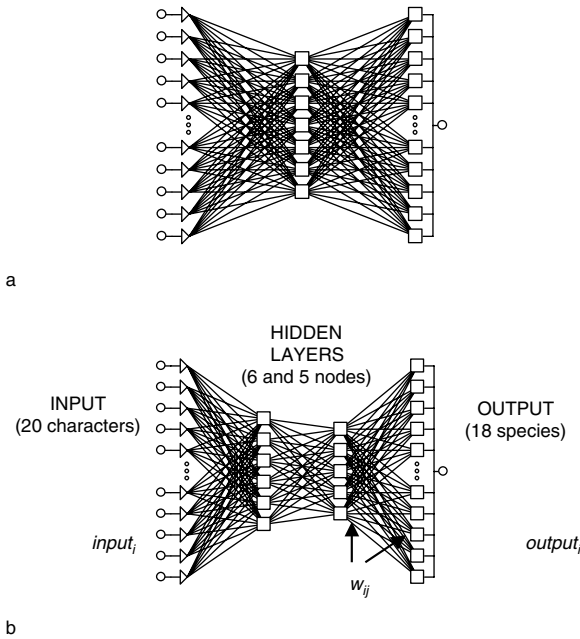 a
HIDDEN
LAYERS
(6 and 5 nodes)
INPUT
(20 characters)
OUTPUT
(18 species)
input_i
output_i
w_ij
b